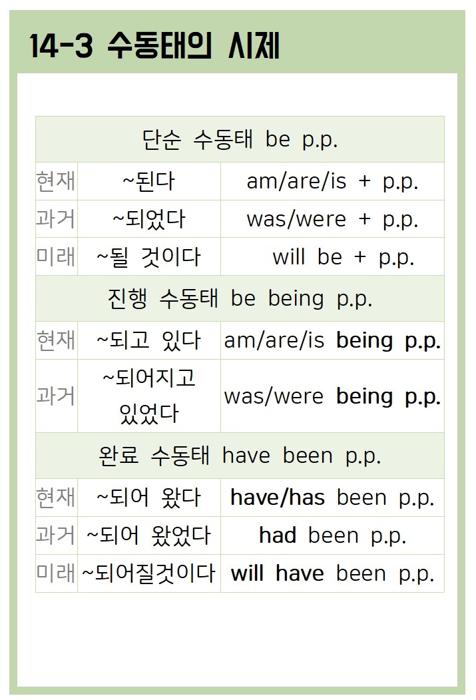 14-3 수동태의 시제
단순 수동태 be p.p.
현재 ~된다 am/are/is + p.p.
과거 ~되었다 was/were + p.p.
미래 ~될 것이다 will be + p.p.
진행 수동태 be being p.p.
현재 ~되고 있다 am/are/is being p.p.
과거 ~되어지고 있었다 was/were being p.p.
완료 수동태 have been p.p.
현재 ~되어 왔다 have/has been p.p.
과거 ~되어 왔었다 had been p.p.
미래 ~되어질것이다 will have been p.p.